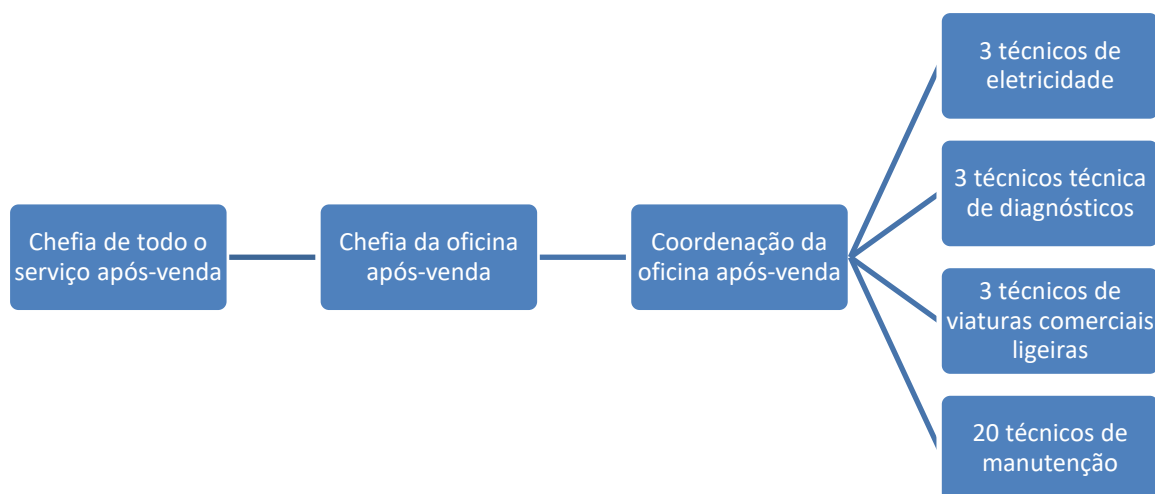 Chefia de todo o
serviço após-venda
Chefia da oficina
após-venda
Coordenação da
oficina após-venda
3 técnicos de
eletricidade
3 técnicos técnica
de diagnósticos
3 técnicos de
viaturas comerciais
ligeiras
20 técnicos de
manutenção